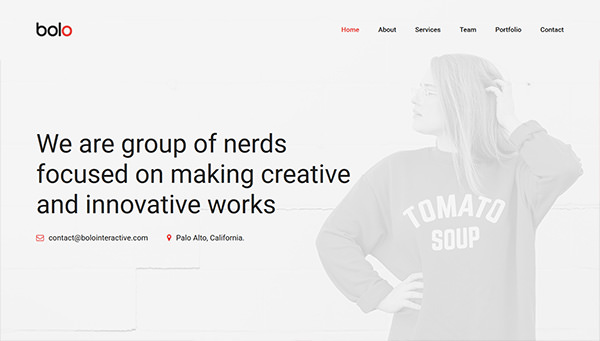 bolo
Home About Services Team Portfolio Contact
We are group of nerds
focused on making creative
and innovative works
contact@bolointeractive.com Palo Alto, California.
TOMATO
SOUP